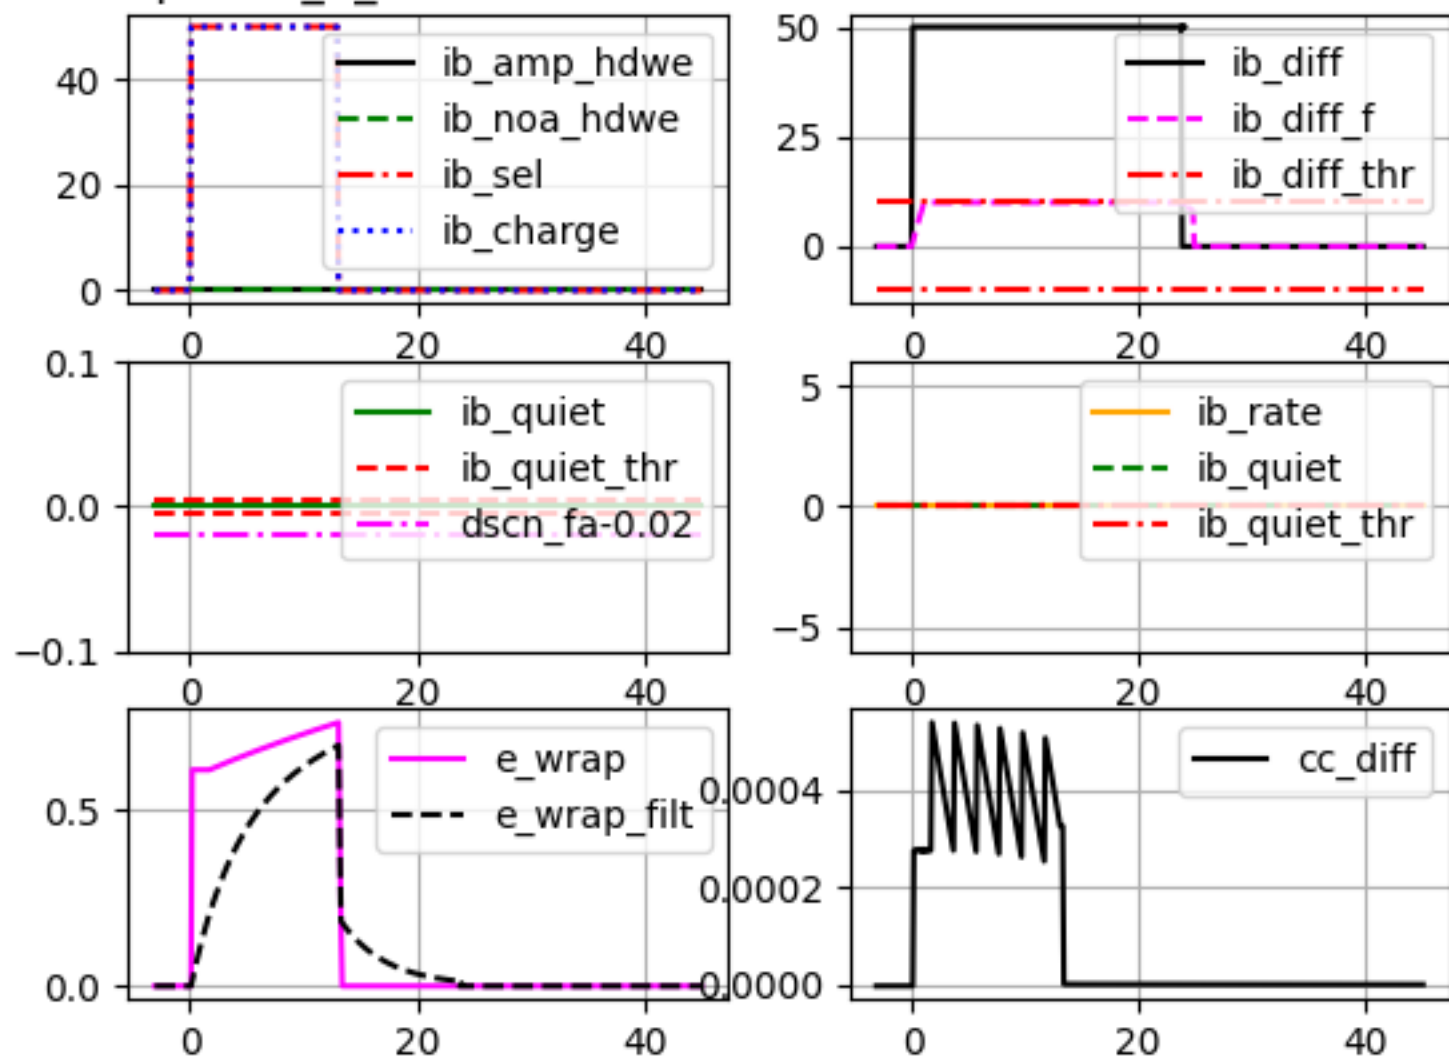 40
20
0
0
20
40
ib_amp_hdwe
ib_noa_hdwe
ib_sel
ib_charge
50
25
0
0
20
40
ib_diff
ib_diff_f
ib_diff_thr
0.1
0.0
−0.1
0
20
40
ib_quiet
ib_quiet_thr
dscn_fa-0.02
5
0
−5
0
20
40
ib_rate
ib_quiet
ib_quiet_thr
0.5
0.0
0
20
40
e_wrap
e_wrap_filt
0.0004
0.0002
0.0000
0
20
40
cc_diff